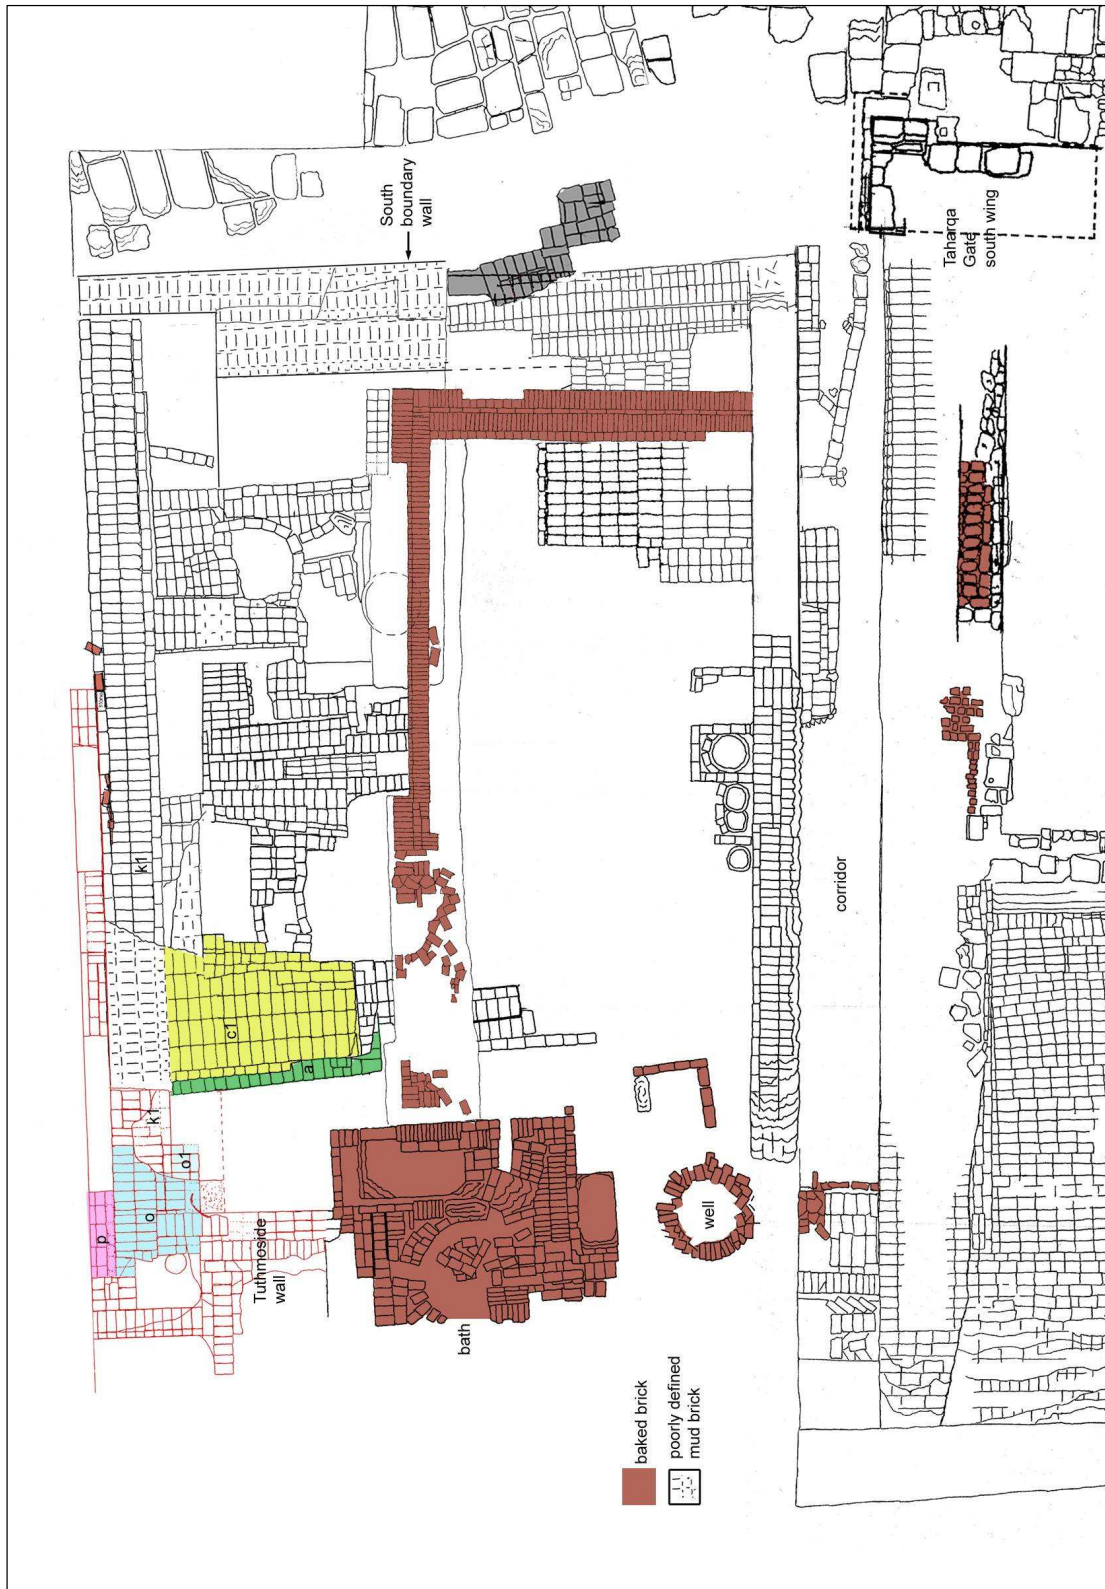 South
boundary
wall
Taharqa
Gate
south wing
k1
c1
a
k1
o1
o
p
Tuthmoside
wall
corridor
well
bath
baked brick
poorly defined
mud brick